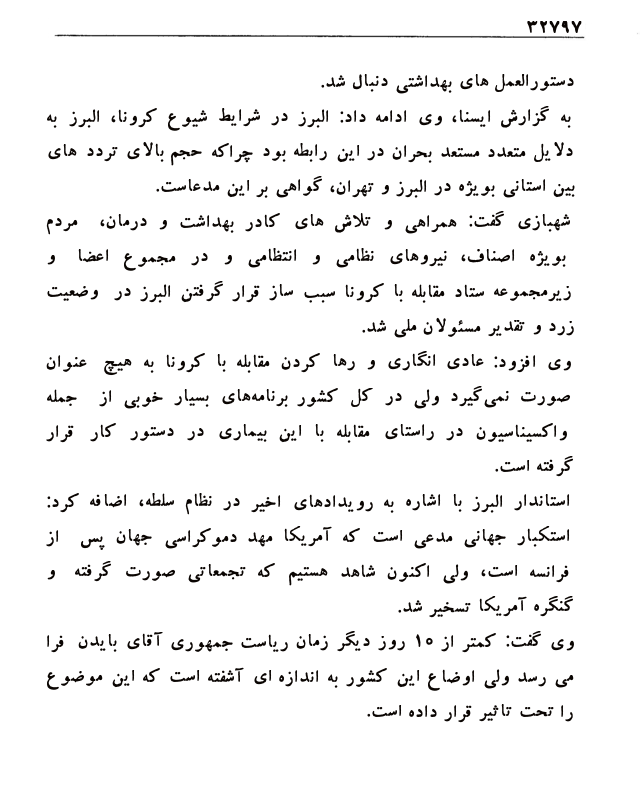 ۳۲۷۹۷
دستورالعمل های بهداشتی دنبال شد.
به گزارش ایسنا، وی ادامه داد: البرز در شرایط شیوع کرونا، البرز به
دلایل متعدد مستعد بحران در این رابطه بود چراکه حجم بالای تردد های
بین استانی بویژه در البرز و تهران، گواهی بر این مدعاست.
شهبازی گفت: همراهی و تلاش های کادر بهداشت و درمان، مردم
بویژه اصناف، نیروهای نظامی و انتظامی و در مجموع اعضا و
زیرمجموعه ستاد مقابله با کرونا سبب ساز قرار گرفتن البرز در وضعیت
زرد و تقدیر مسئولان ملی شد.
وی افزود: عادی انگاری و رها کردن مقابله با کرونا به هیچ عنوان
صورت نمی‌گیرد ولی در کل کشور برنامه‌های بسیار خوبی از جمله
واکسیناسیون در راستای مقابله با این بیماری در دستور کار قرار
گرفته است.
استاندار البرز با اشاره به رویدادهای اخیر در نظام سلطه، اضافه کرد:
استکبار جهانی مدعی است که آمریکا مهد دموکراسی جهان پس از
فرانسه است، ولی اکنون شاهد هستیم که تجمعاتی صورت گرفته و
گنگره آمریکا تسخیر شد.
وی گفت: کمتر از ۱۵ روز دیگر زمان ریاست جمهوری آقای بایدن فرا
می رسد ولی اوضاع این کشور به اندازه ای آشفته است که این موضوع
را تحت تاثیر قرار داده است.